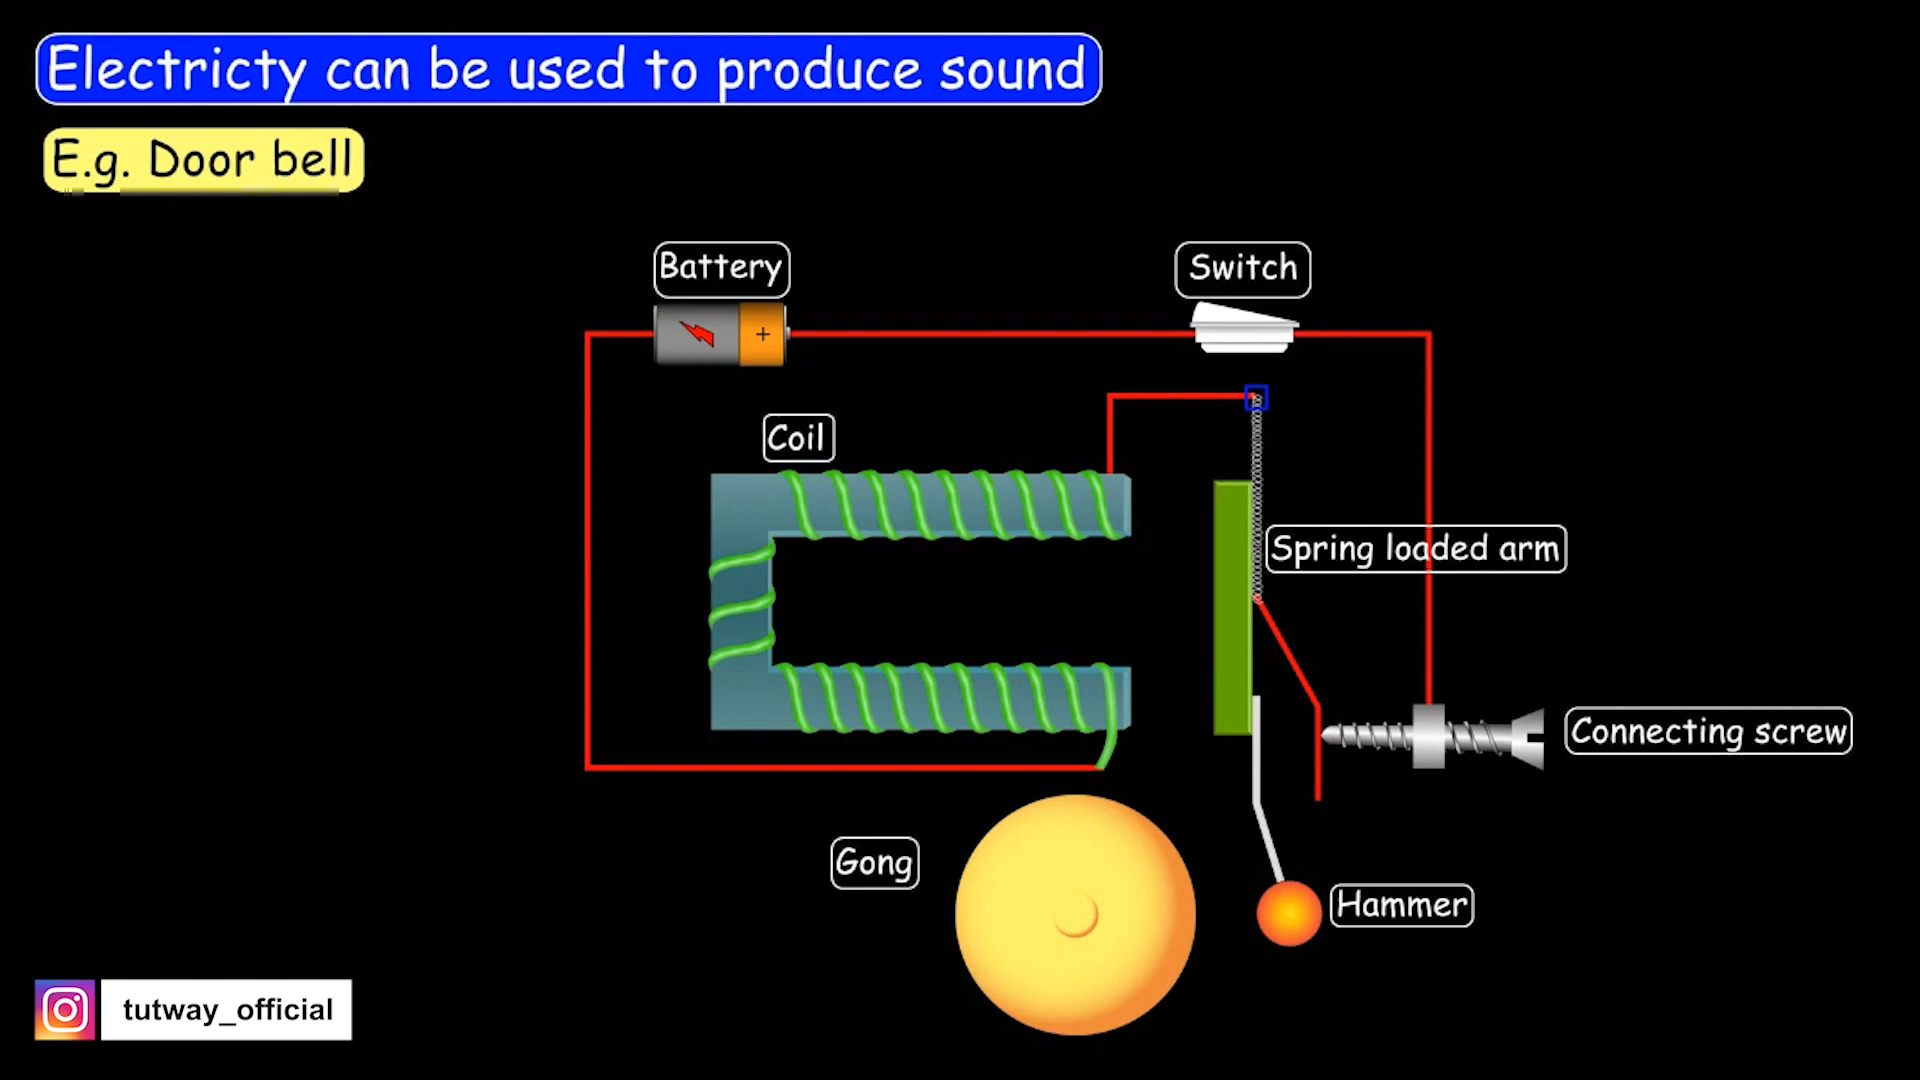 Electricty can be used to produce sound
E.g. Door bell
Battery
Switch
+
Coil
Spring loaded arm
Connecting screw
Gong
Hammer
tutway_official